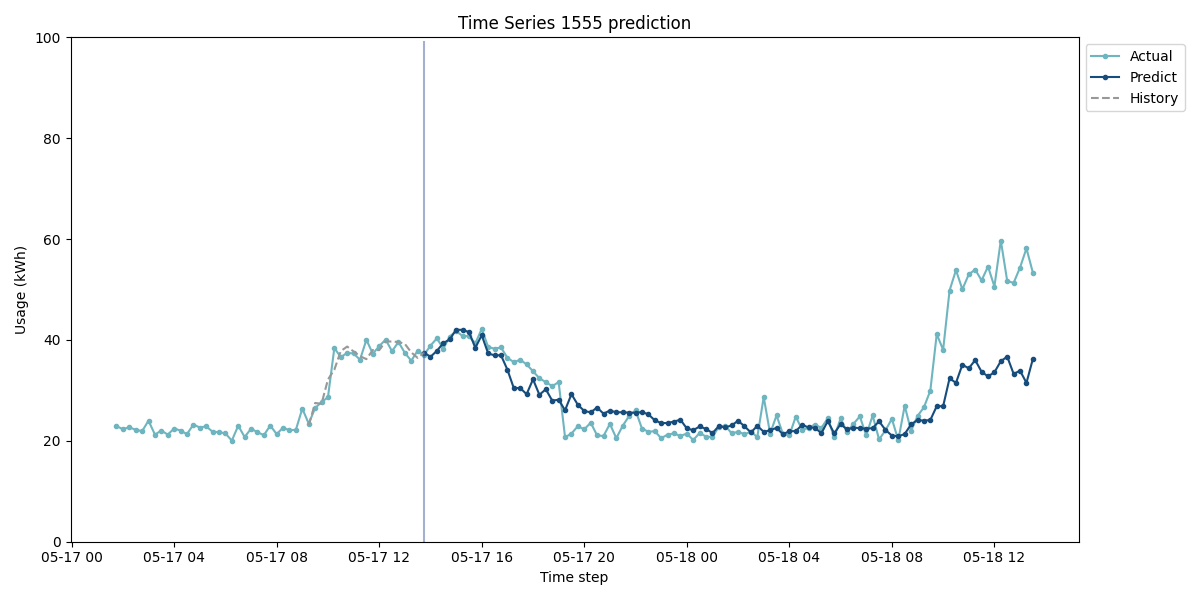 Time Series 1555 prediction
100
80
60
40
20
0
Usage (kWh)
05-17 00 05-17 04 05-17 08 05-17 12 05-17 16 05-17 20 05-18 00 05-18 04 05-18 08 05-18 12
Time step
Actual
Predict
History